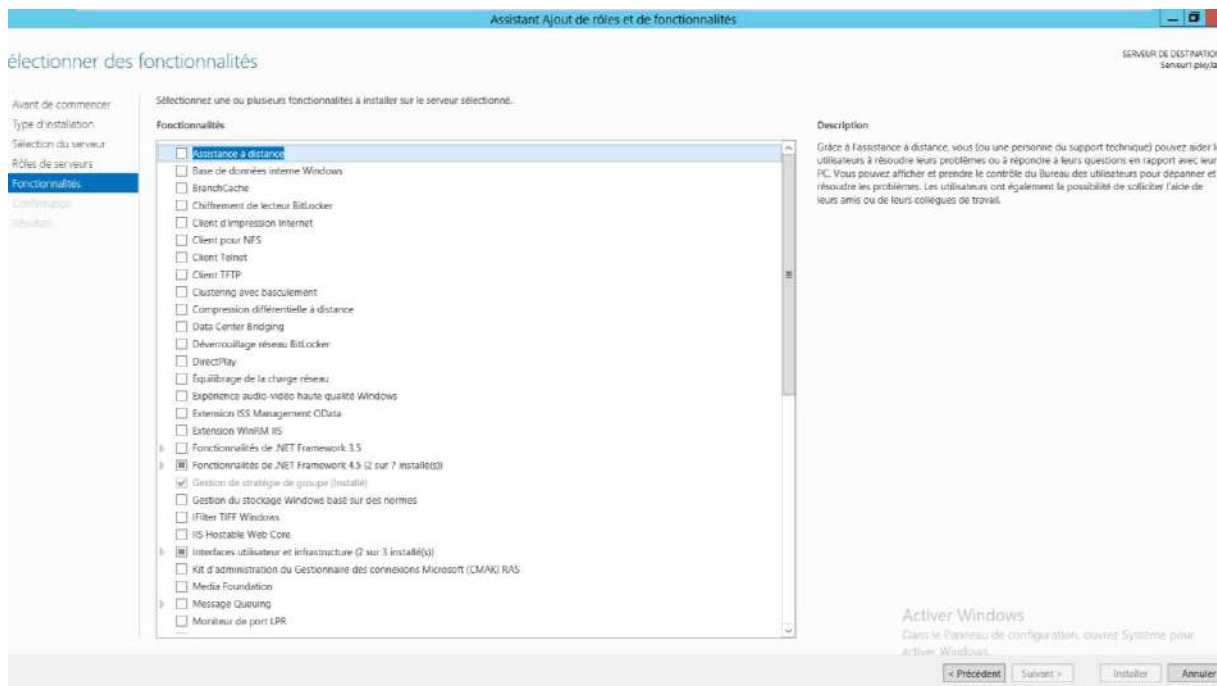 Assistant Ajout de rôles et de fonctionnalités
électionner des fonctionnalités
SERVEUR DE DESTINATION
Avant de commencer
Type d'installation
Sélection du serveur
Rôles de serveurs
Fonctionnalités
Confirmation
Résultats
Sélectionnez une ou plusieurs fonctionnalités à installer sur le serveur sélectionné.
Fonctionnalités
Assistance à distance
Base de données interne Windows
BranchCache
Chiffrement de lecteur BitLocker
Client d'impression Internet
Client pour NFS
Client Telnet
Client TFTP
Clustering avec basculement
Compression différentielle à distance
Data Center Bridging
Déverrouillage réseau BitLocker
DirectPlay
Équilibrage de la charge réseau
Expérience audio-vidéo haute qualité Windows
Extension ISS Management OData
Extension WinRM IIS
Fonctionnalités de .NET Framework 3.5
Fonctionnalités de .NET Framework 4.5 (2 sur 7 installé(s))
Gestion de stratégie de groupe (Installé)
Gestion du stockage Windows basé sur des normes
IFilter TIFF Windows
IIS Hostable Web Core
Interfaces utilisateur et infrastructure (2 sur 3 installé(s))
Kit d'administration du Gestionnaire des connexions Microsoft (CMAK) RAS
Media Foundation
Message Queuing
Moniteur de port LPR
Description
Grâce à l'assistance à distance, vous (ou une personne du support technique) pouvez aider l
utilisateurs à résoudre leurs problèmes ou à répondre à leurs questions en rapport avec leur
PC. Vous pouvez afficher et prendre le contrôle du Bureau des utilisateurs pour dépanner et
résoudre les problèmes. Les utilisateurs ont également la possibilité de solliciter l'aide de
leurs amis ou de leurs collègues de travail.
Activer Windows
Dans le Panneau de configuration, ouvrez Système pour
activer Windows.
< Précédent
Suivant >
Installer
Annuler